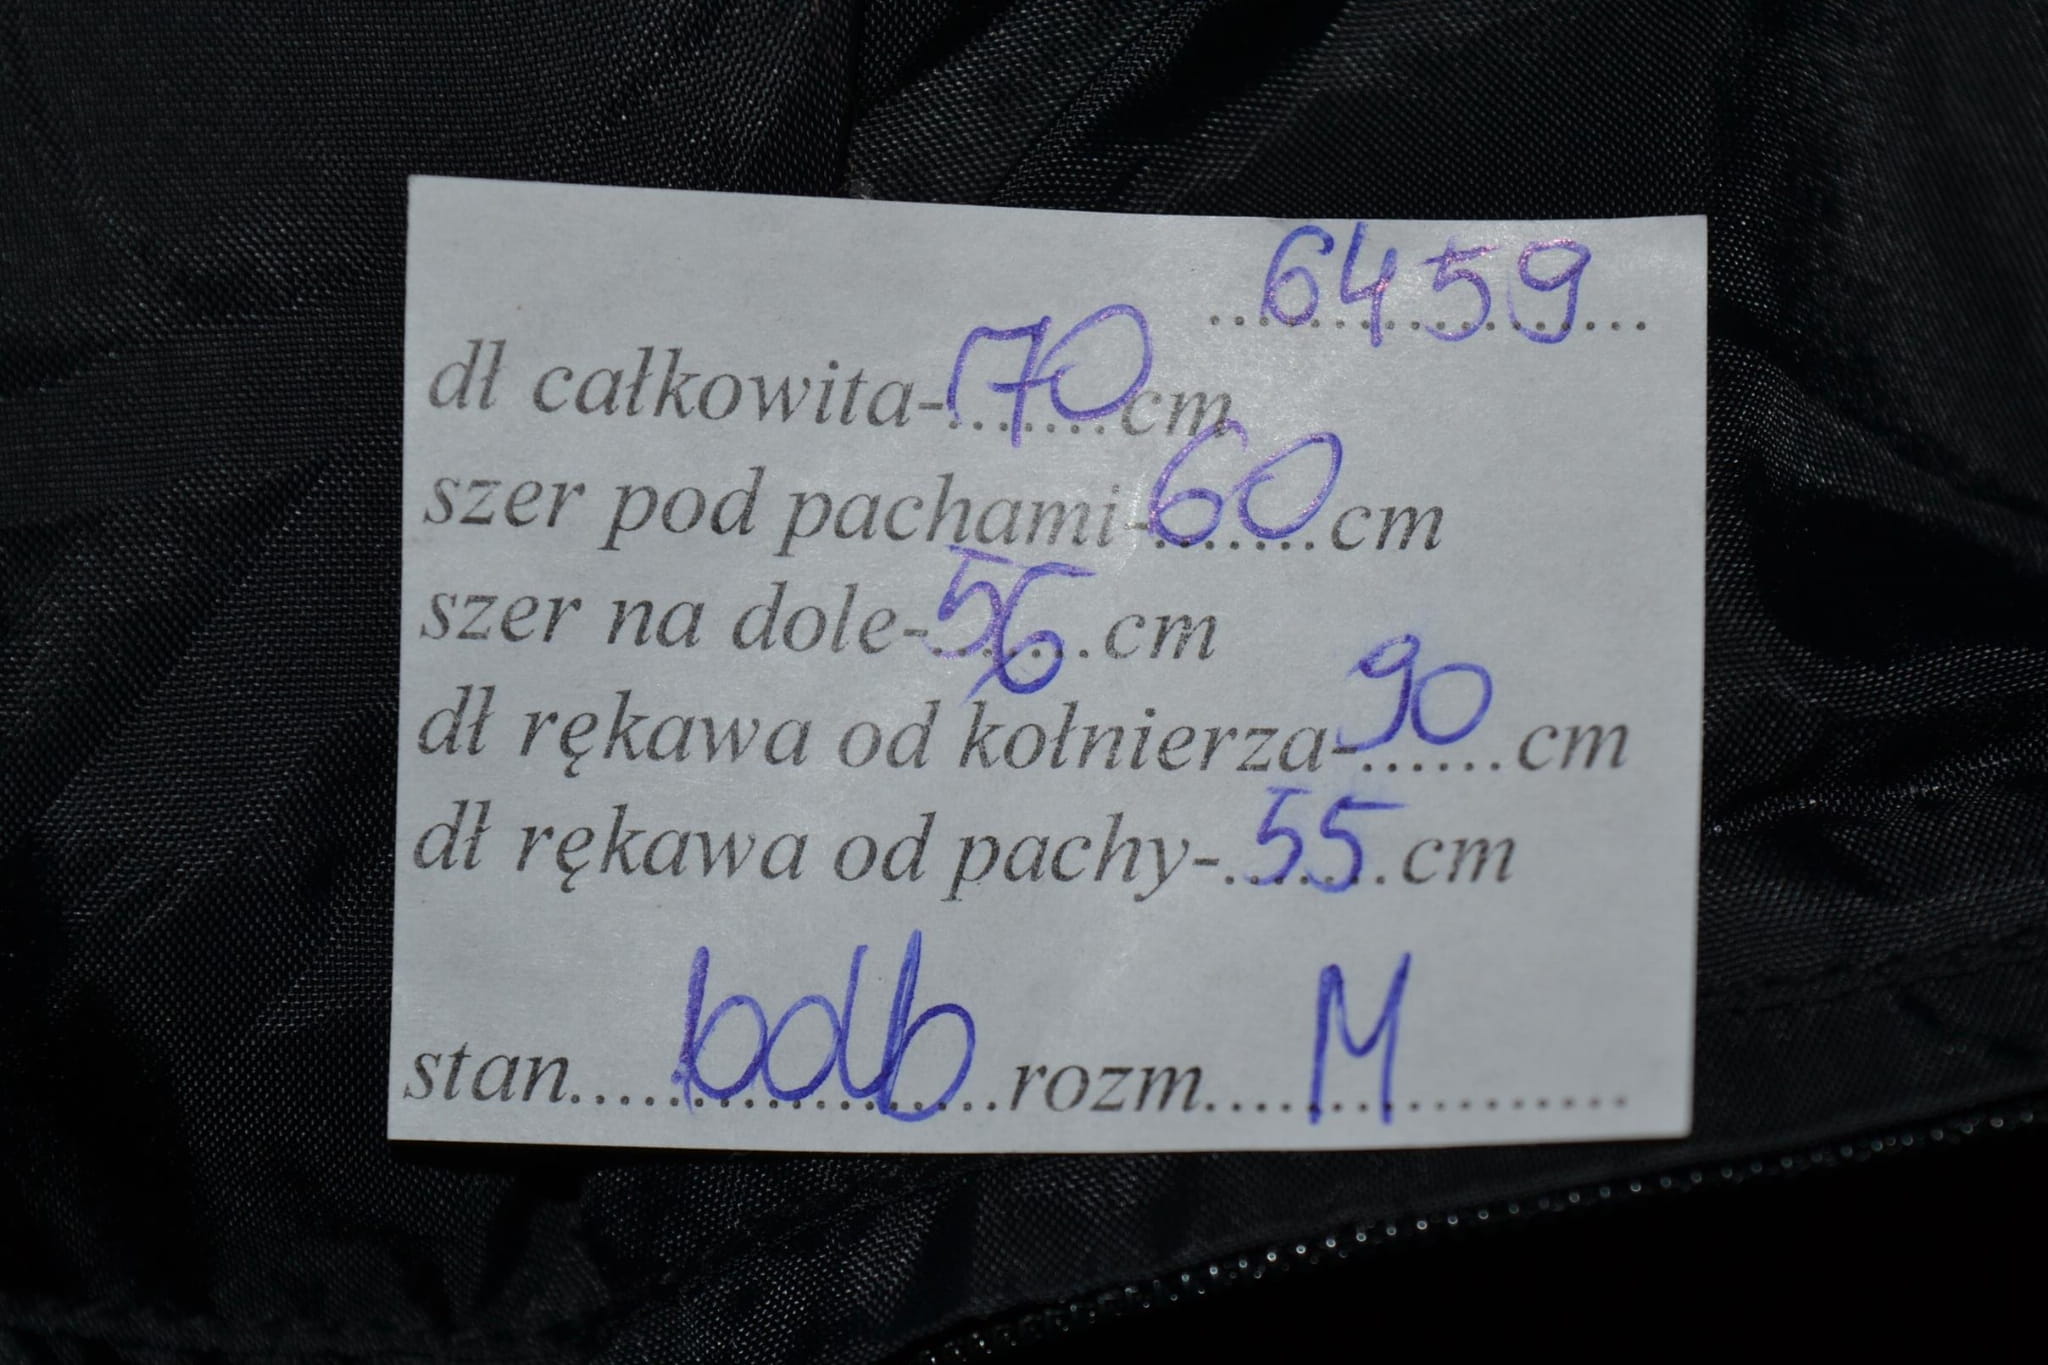 6459
dł całkowita-70cm
szer pod pachami-60cm
szer na dole-56cm
dł rękawa od kołnierza-90cm
dł rękawa od pachy-55cm
stan....bdb....rozm....M....